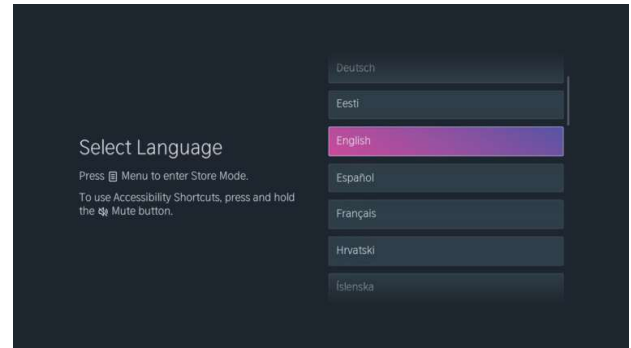 Select Language
Press Menu to enter Store Mode.
To use Accessibility Shortcuts, press and hold
the Mute button.
Deutsch
Eesti
English
Español
Français
Hrvatski
Íslenska